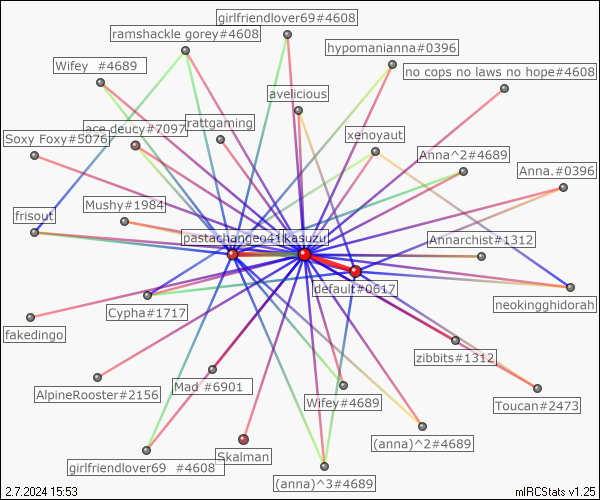 girlfriendlover69#4608
ramshackle gorey#4608
hypomanianna#0396
Wifey  #4689
no cops no laws no hope#4608
avelicious
ace deucy#7097
rattgaming
xenoyaut
Soxy Foxy#5076
Anna^2#4689
Anna.#0396
Mushy#1984
frisout
pastachangeo41
kasuzu
Annarchist#1312
default#0617
neokingghidorah
Cypha#1717
fakedingo
zibbits#1312
AlpineRooster#2156
Mad #6901
Wifey#4689
Toucan#2473
(anna)^2#4689
Skalman
girlfriendlover69  #4608
(anna)^3#4689
2.7.2024 15:53
mIRCStats v1.25